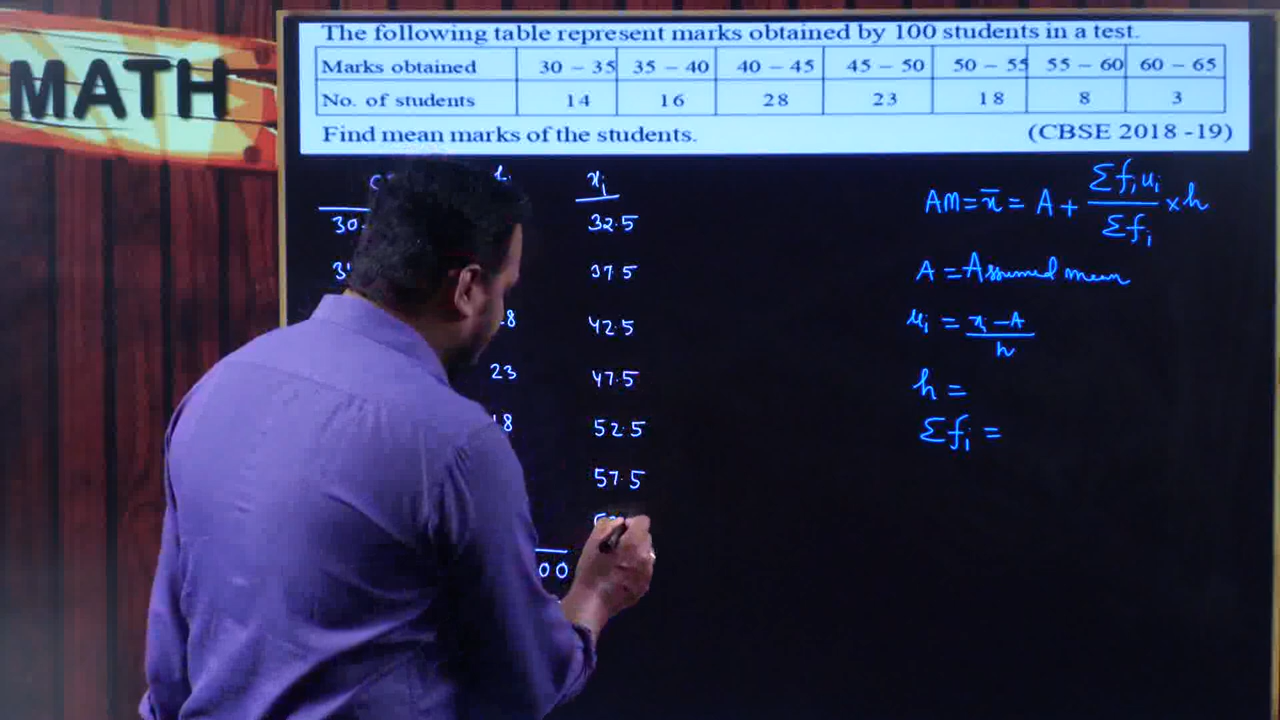 MATH
The following table represent marks obtained by 100 students in a test.
Marks obtained 30 – 35 35 – 40 40 – 45 45 – 50 50 – 55 55 – 60 60 – 65
No. of students 14 16 28 23 18 8 3
Find mean marks of the students. (CBSE 2018 -19)
xi
30
32.5
37.5
42.5
23 47.5
18 52.5
57.5
00
AM = x̄ = A + Σfiui / Σfi × h
A = Assumed mean
ui = xi – A / h
h =
Σfi =